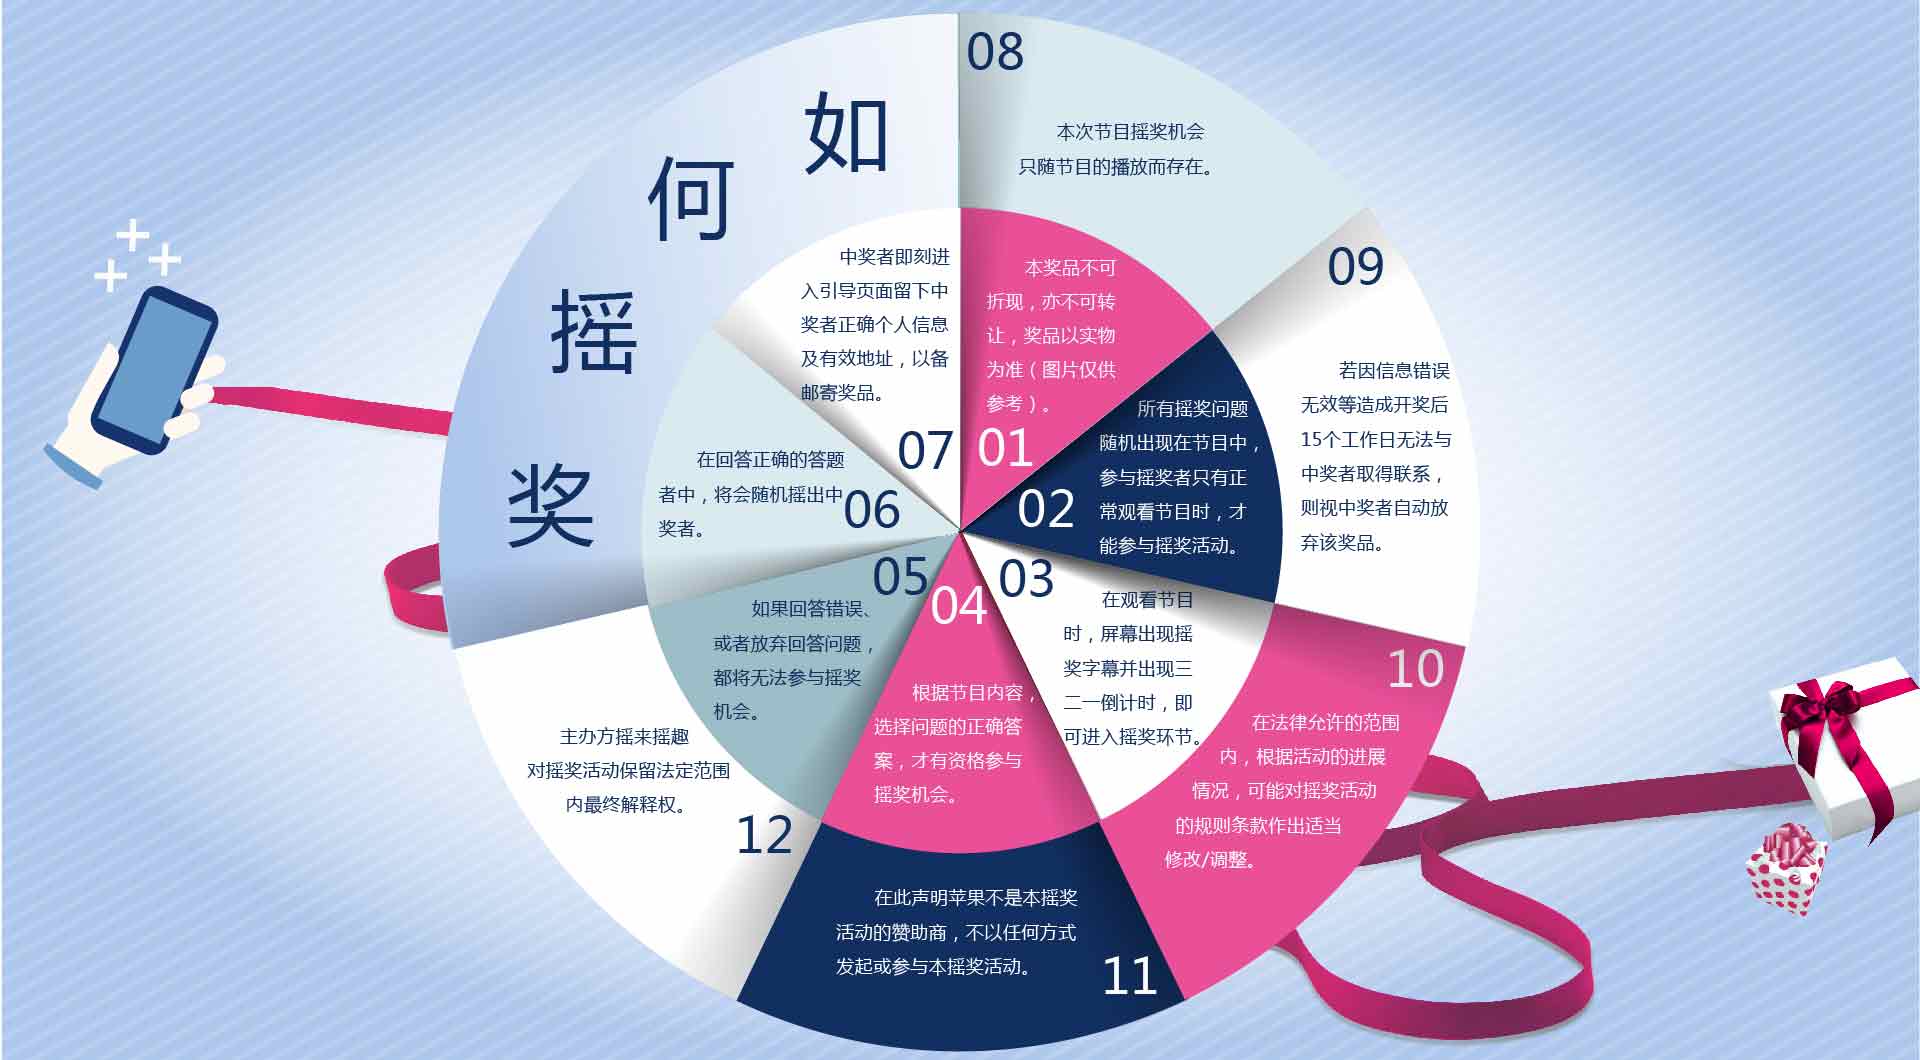 如
何
摇
奖
01
本奖品不可
折现，亦不可转
让，奖品以实物
为准（图片仅供
参考）。
02
所有摇奖问题
随机出现在节目中，
参与摇奖者只有正
常观看节目时，才
能参与摇奖活动。
03
在观看节目
时，屏幕出现摇
奖字幕并出现三
二一倒计时，即
可进入摇奖环节。
04
根据节目内容，
选择问题的正确答
案，才有资格参与
摇奖机会。
05
如果回答错误、
或者放弃回答问题，
都将无法参与摇奖
机会。
06
在回答正确的答题
者中，将会随机摇出中
奖者。
07
中奖者即刻进
入引导页面留下中
奖者正确个人信息
及有效地址，以备
邮寄奖品。
08
本次节目摇奖机会
只随节目的播放而存在。
09
若因信息错误
无效等造成开奖后
15个工作日无法与
中奖者取得联系，
则视中奖者自动放
弃该奖品。
10
在法律允许的范围
内，根据活动的进展
情况，可能对摇奖活动
的规则条款作出适当
修改/调整。
11
在此声明苹果不是本摇奖
活动的赞助商，不以任何方式
发起或参与本摇奖活动。
12
主办方摇来摇趣
对摇奖活动保留法定范围
内最终解释权。